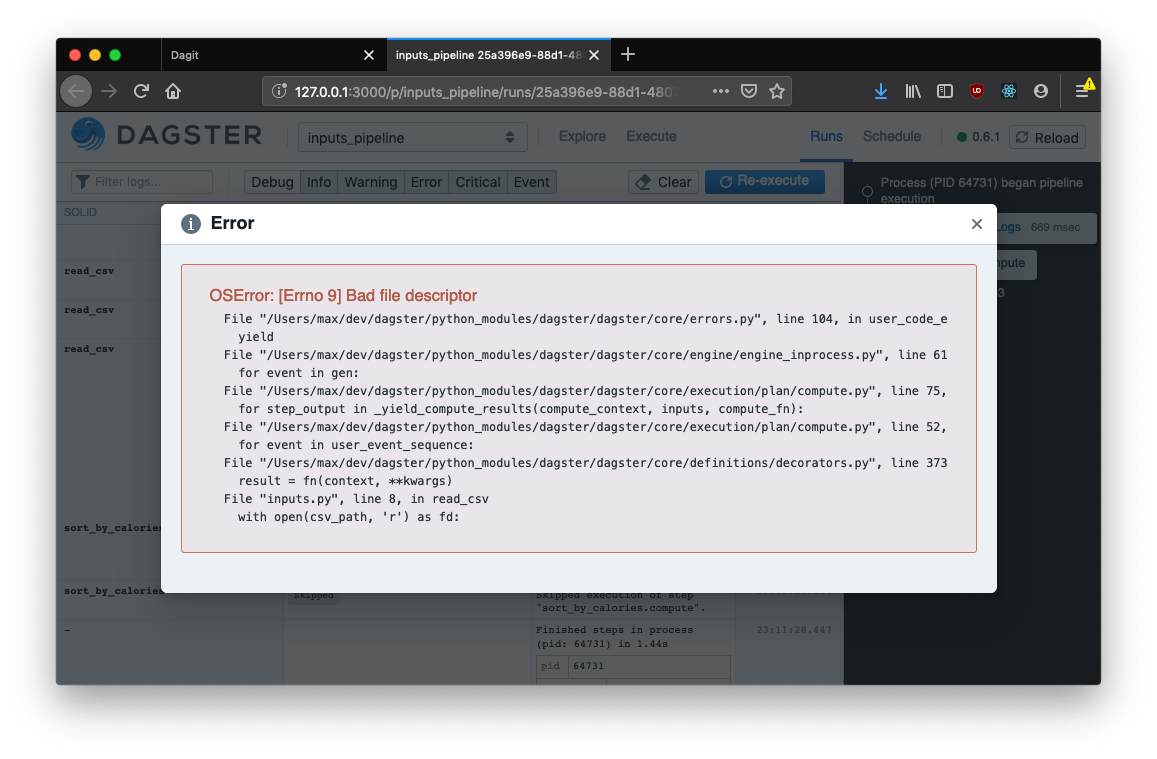 Dagit
inputs_pipeline 25a396e9-88d1-48
127.0.0.1:3000/p/inputs_pipeline/runs/25a396e9-88d1-480
DAGSTER
inputs_pipeline
Explore
Execute
Runs
Schedule
0.6.1
Reload
Filter logs...
Debug
Info
Warning
Error
Critical
Event
Clear
Re-execute
Process (PID 64731) began pipeline
execution
SOLID
Logs
669 msec
read_csv
read_csv
read_csv
sort_by_calories
sort_by_calories
Error
OSError: [Errno 9] Bad file descriptor
File "/Users/max/dev/dagster/python_modules/dagster/dagster/core/errors.py", line 104, in user_code_e
yield
File "/Users/max/dev/dagster/python_modules/dagster/dagster/core/engine/engine_inprocess.py", line 61
for event in gen:
File "/Users/max/dev/dagster/python_modules/dagster/dagster/core/execution/plan/compute.py", line 75,
for step_output in _yield_compute_results(compute_context, inputs, compute_fn):
File "/Users/max/dev/dagster/python_modules/dagster/dagster/core/execution/plan/compute.py", line 52,
for event in user_event_sequence:
File "/Users/max/dev/dagster/python_modules/dagster/dagster/core/definitions/decorators.py", line 373
result = fn(context, **kwargs)
File "inputs.py", line 8, in read_csv
with open(csv_path, 'r') as fd:
Skipped
Skipped execution of step
"sort_by_calories.compute".
-
Finished steps in process
(pid: 64731) in 1.44s
23:11:28.447
pid
64731